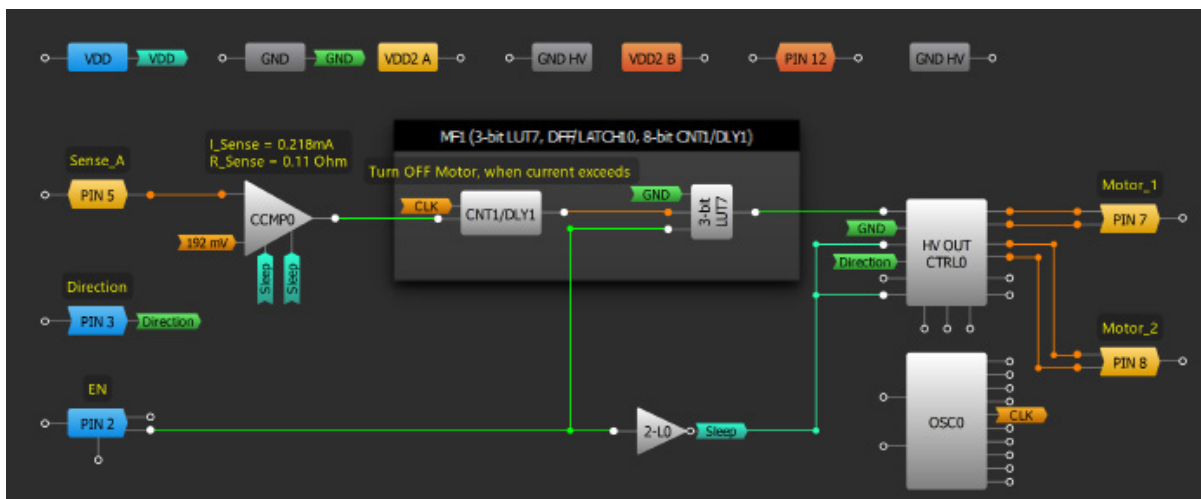 VDD
VDD
GND
GND
VDD2 A
GND HV
VDD2 B
PIN 12
GND HV
MF1 (3-bit LUT7, DFF/LATCH10, 8-bit CNT1/DLY1)
I_Sense = 0.218mA
R_Sense = 0.11 Ohm
Turn OFF Motor, when current exceeds
Sense_A
PIN 5
CCMP0
192 mV
Sleep
Sleep
CLK
CNT1/DLY1
GND
3-bit
LUT7
GND
Direction
HV OUT
CTRL0
Motor_1
PIN 7
Direction
PIN 3
Direction
Motor_2
PIN 8
EN
PIN 2
2-L0
Sleep
OSC0
CLK